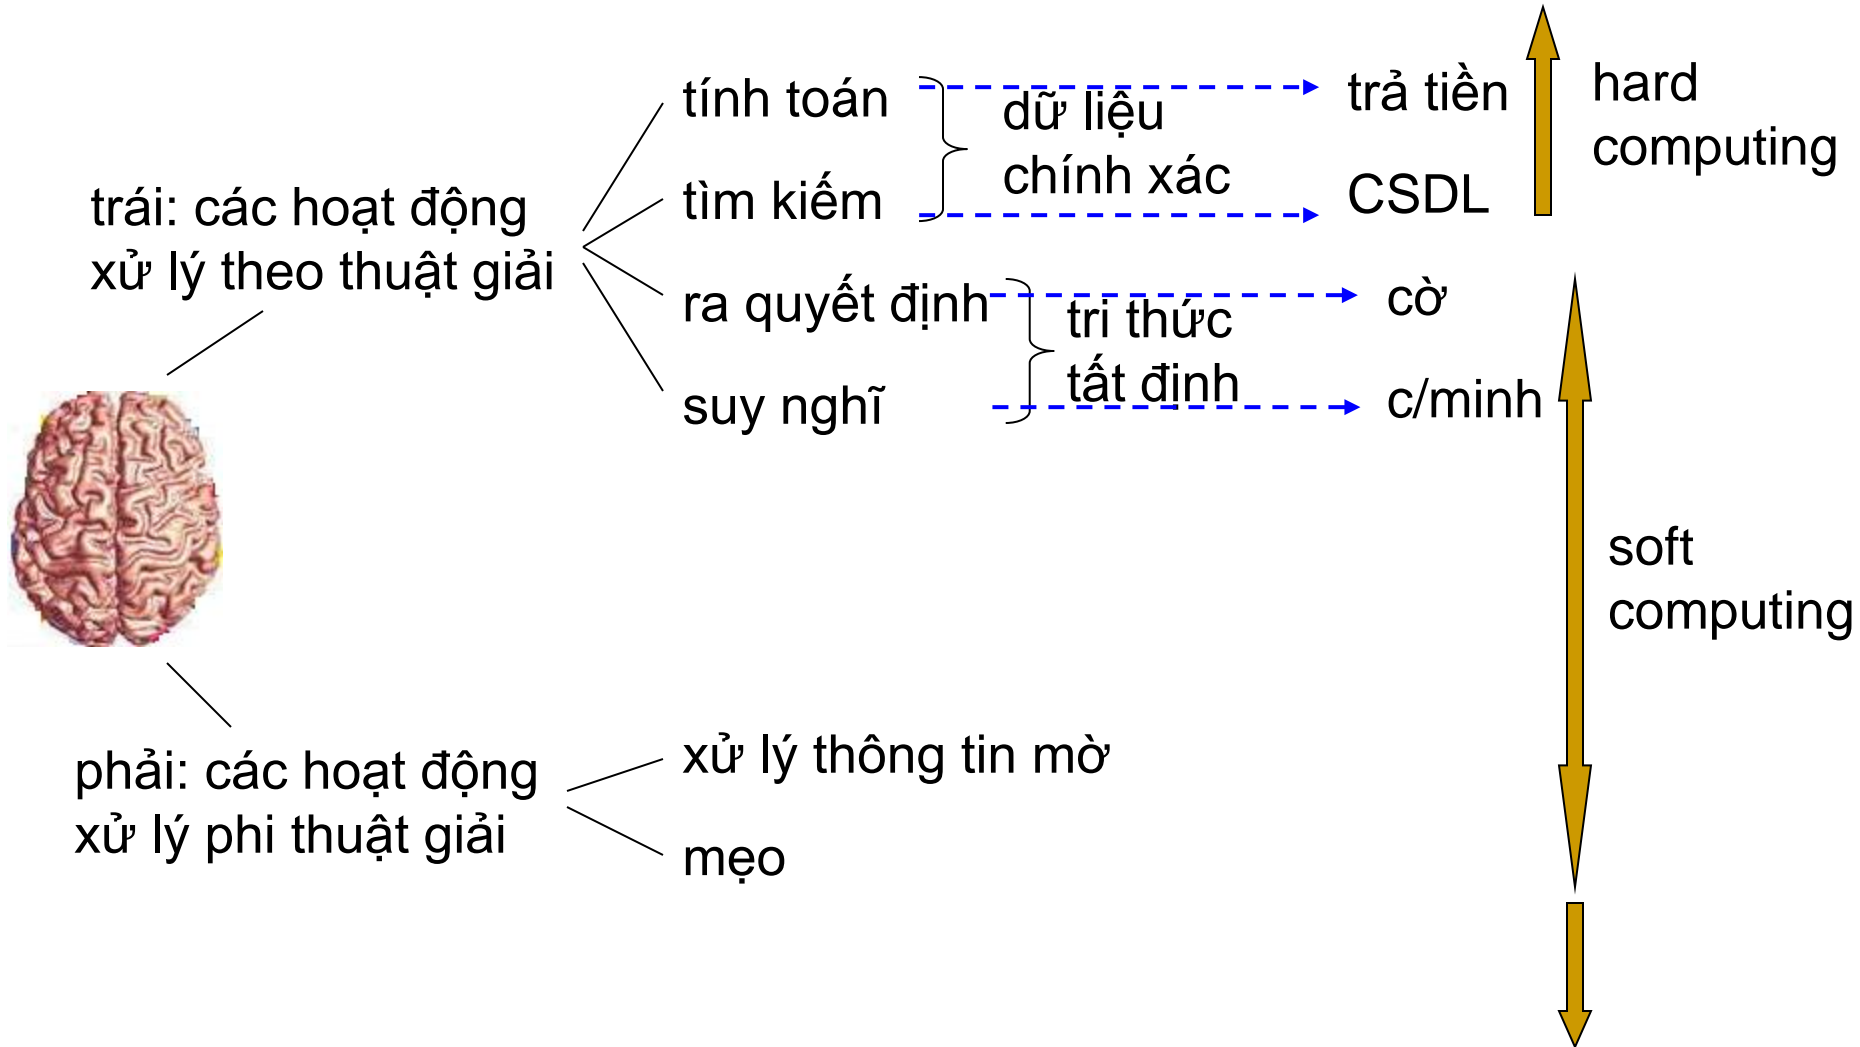 tính toán
dữ liệu
chính xác
trả tiền
hard
computing
tìm kiếm
CSDL
trái: các hoạt động
xử lý theo thuật giải
ra quyết định
tri thức
tất định
cờ
suy nghĩ
c/minh
soft
computing
phải: các hoạt động
xử lý phi thuật giải
xử lý thông tin mờ
mẹo